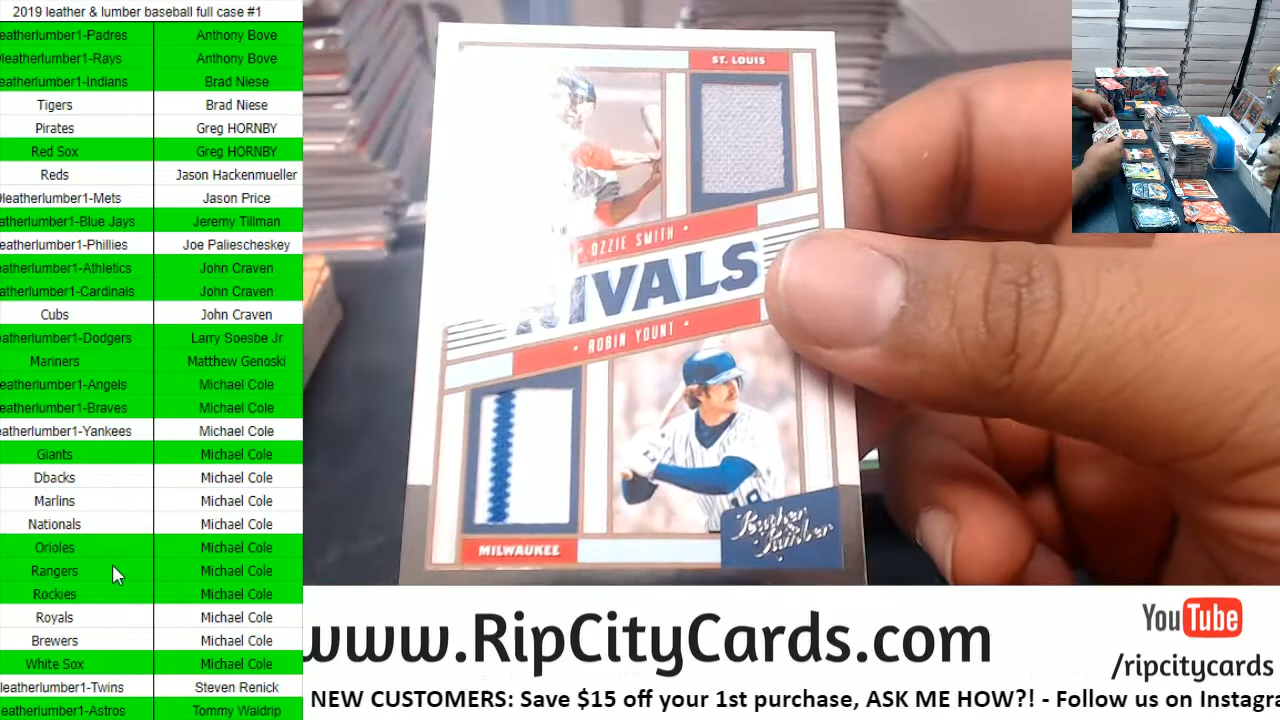 2019 leather & lumber baseball full case #1
eatherlumber1-Padres Anthony Bove
leatherlumber1-Rays Anthony Bove
eatherlumber1-Indians Brad Niese
Tigers Brad Niese
Pirates Greg HORNBY
Red Sox Greg HORNBY
Reds Jason Hackenmueller
leatherlumber1-Mets Jason Price
atherlumber1-Blue Jays Jeremy Tillman
eatherlumber1-Phillies Joe Paliescheskey
atherlumber1-Athletics John Craven
atherlumber1-Cardinals John Craven
Cubs John Craven
eatherlumber1-Dodgers Larry Soesbe Jr
Mariners Matthew Genoski
eatherlumber1-Angels Michael Cole
eatherlumber1-Braves Michael Cole
eatherlumber1-Yankees Michael Cole
Giants Michael Cole
Dbacks Michael Cole
Marlins Michael Cole
Nationals Michael Cole
Orioles Michael Cole
Rangers Michael Cole
Rockies Michael Cole
Royals Michael Cole
Brewers Michael Cole
White Sox Michael Cole
leatherlumber1-Twins Steven Renick
eatherlumber1-Astros Tommy Waldrip
ST. LOUIS
• OZZIE SMITH •
RIVALS
• ROBIN YOUNT •
MILWAUKEE
Leather & Lumber
www.RipCityCards.com
YouTube
/ripcitycards
NEW CUSTOMERS: Save $15 off your 1st purchase, ASK ME HOW?! - Follow us on Instagra